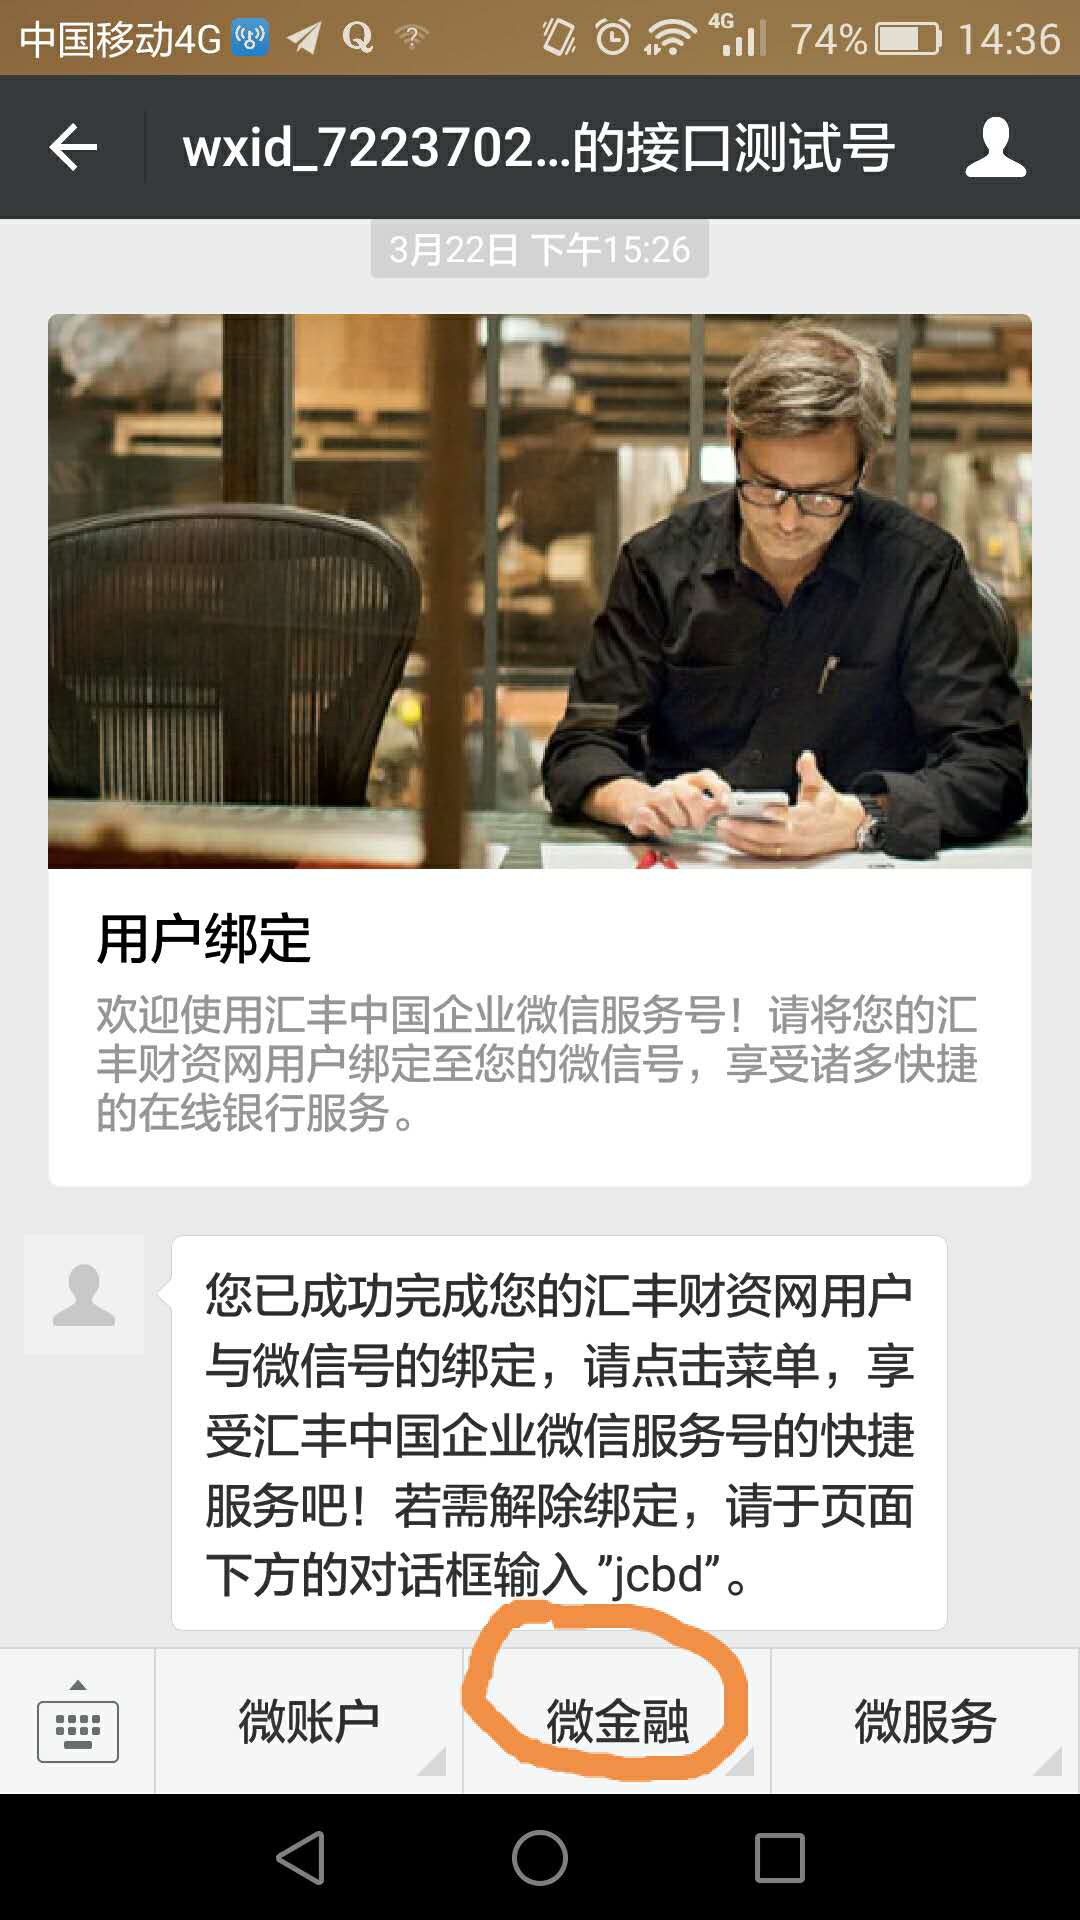 中国移动4G 4G 74% 14:36
wxid_7223702...的接口测试号
3月22日 下午15:26
用户绑定
欢迎使用汇丰中国企业微信服务号！请将您的汇
丰财资网用户绑定至您的微信号，享受诸多快捷
的在线银行服务。
您已成功完成您的汇丰财资网用户
与微信号的绑定，请点击菜单，享
受汇丰中国企业微信服务号的快捷
服务吧！若需解除绑定，请于页面
下方的对话框输入 ”jcbd”。
微账户 微金融 微服务